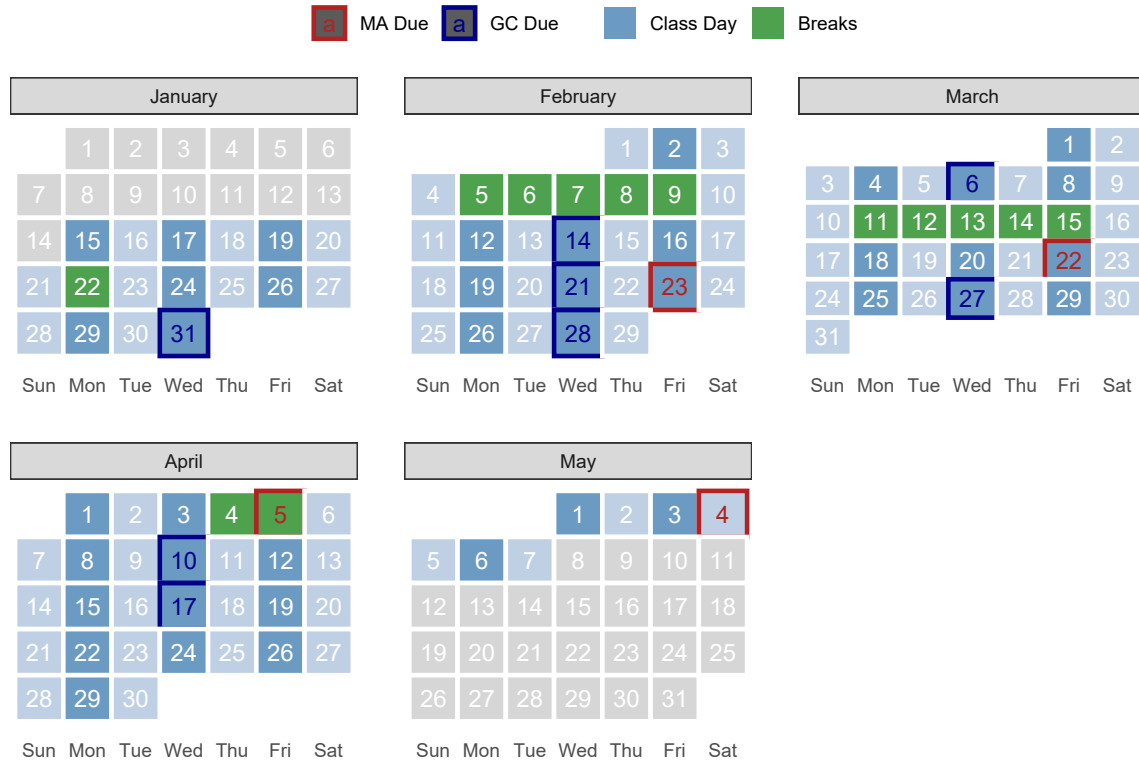 a MA Due a GC Due Class Day Breaks
January
1 2 3 4 5 6
7 8 9 10 11 12 13
14 15 16 17 18 19 20
21 22 23 24 25 26 27
28 29 30 31
Sun Mon Tue Wed Thu Fri Sat
February
1 2 3
4 5 6 7 8 9 10
11 12 13 14 15 16 17
18 19 20 21 22 23 24
25 26 27 28 29
Sun Mon Tue Wed Thu Fri Sat
March
1 2
3 4 5 6 7 8 9
10 11 12 13 14 15 16
17 18 19 20 21 22 23
24 25 26 27 28 29 30
31
Sun Mon Tue Wed Thu Fri Sat
April
1 2 3 4 5 6
7 8 9 10 11 12 13
14 15 16 17 18 19 20
21 22 23 24 25 26 27
28 29 30
Sun Mon Tue Wed Thu Fri Sat
May
1 2 3 4
5 6 7 8 9 10 11
12 13 14 15 16 17 18
19 20 21 22 23 24 25
26 27 28 29 30 31
Sun Mon Tue Wed Thu Fri Sat